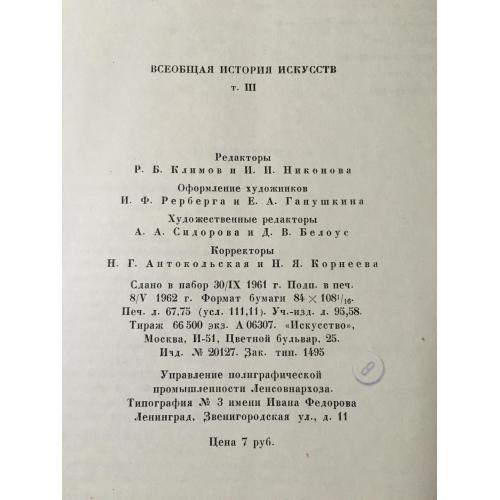 ВСЕОБЩАЯ ИСТОРИЯ ИСКУССТВ
т. III
Редакторы
Р. Б. Климов и И. И. Никонова
Оформление художников
И. Ф. Рерберга и Е. А. Ганушкина
Художественные редакторы
А. А. Сидорова и Д. В. Белоус
Корректоры
Н. Г. Антокольская и Н. Я. Корнеева
Сдано в набор 30/IX 1961 г. Подп. в печ.
8/V 1962 г. Формат бумаги 84 × 108¹/₁₆.
Печ. л. 67,75 (усл. 111,11). Уч.-изд. л. 95,58.
Тираж 66 500 экз. А 06307. «Искусство»,
Москва, И-51, Цветной бульвар, 25.
Изд. № 20127. Зак. тип. 1495
8
Управление полиграфической
промышленности Ленсовнархоза.
Типография № 3 имени Ивана Федорова
Ленинград, Звенигородская ул., д. 11
Цена 7 руб.